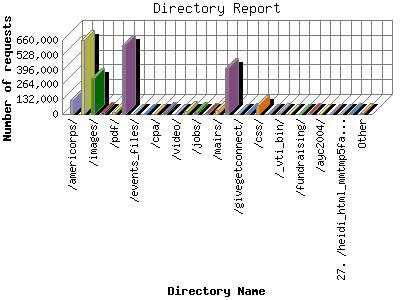 Directory Report
Number of requests
660,000
528,000
396,000
264,000
132,000
0
/americorps/
/images/
/pdf/
/events_files/
/cpa/
/video/
/jobs/
/mairs/
/givegetconnect/
/css/
/_vti_bin/
/fundraising/
/ayc2004/
27. /heidi_html_mmtmp5fa...
Other
Directory Name